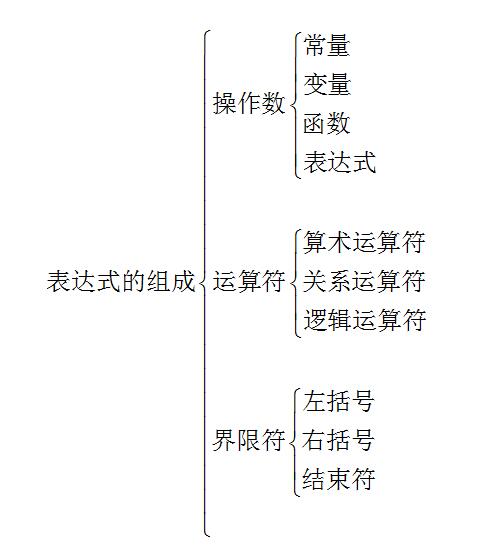 表达式的组成
操作数
常量
变量
函数
表达式
运算符
算术运算符
关系运算符
逻辑运算符
界限符
左括号
右括号
结束符